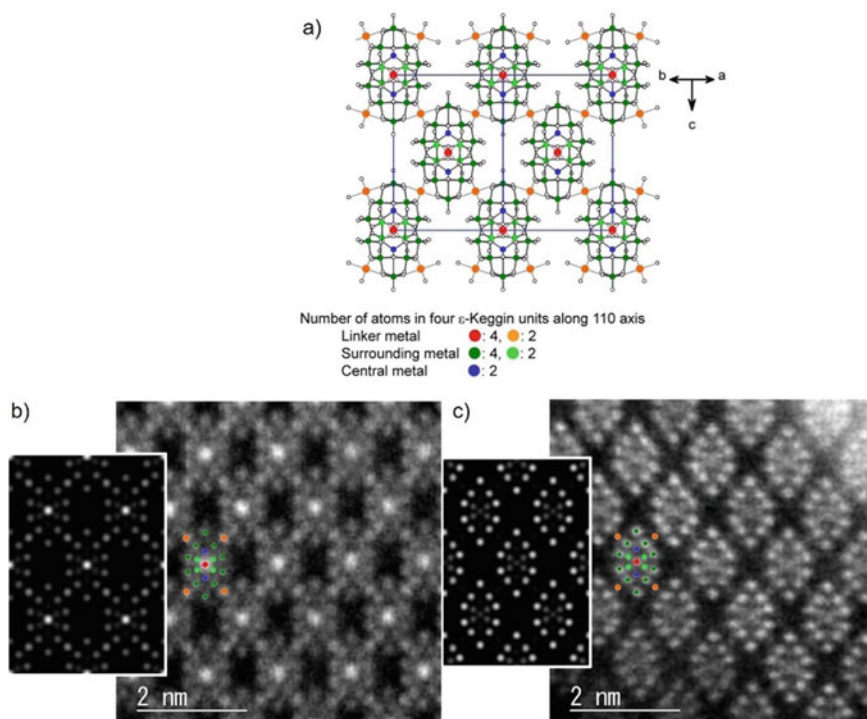 a)
b
a
c
Number of atoms in four ε-Keggin units along 110 axis
Linker metal : 4, : 2
Surrounding metal : 4, : 2
Central metal : 2
b)
c)
2 nm
2 nm